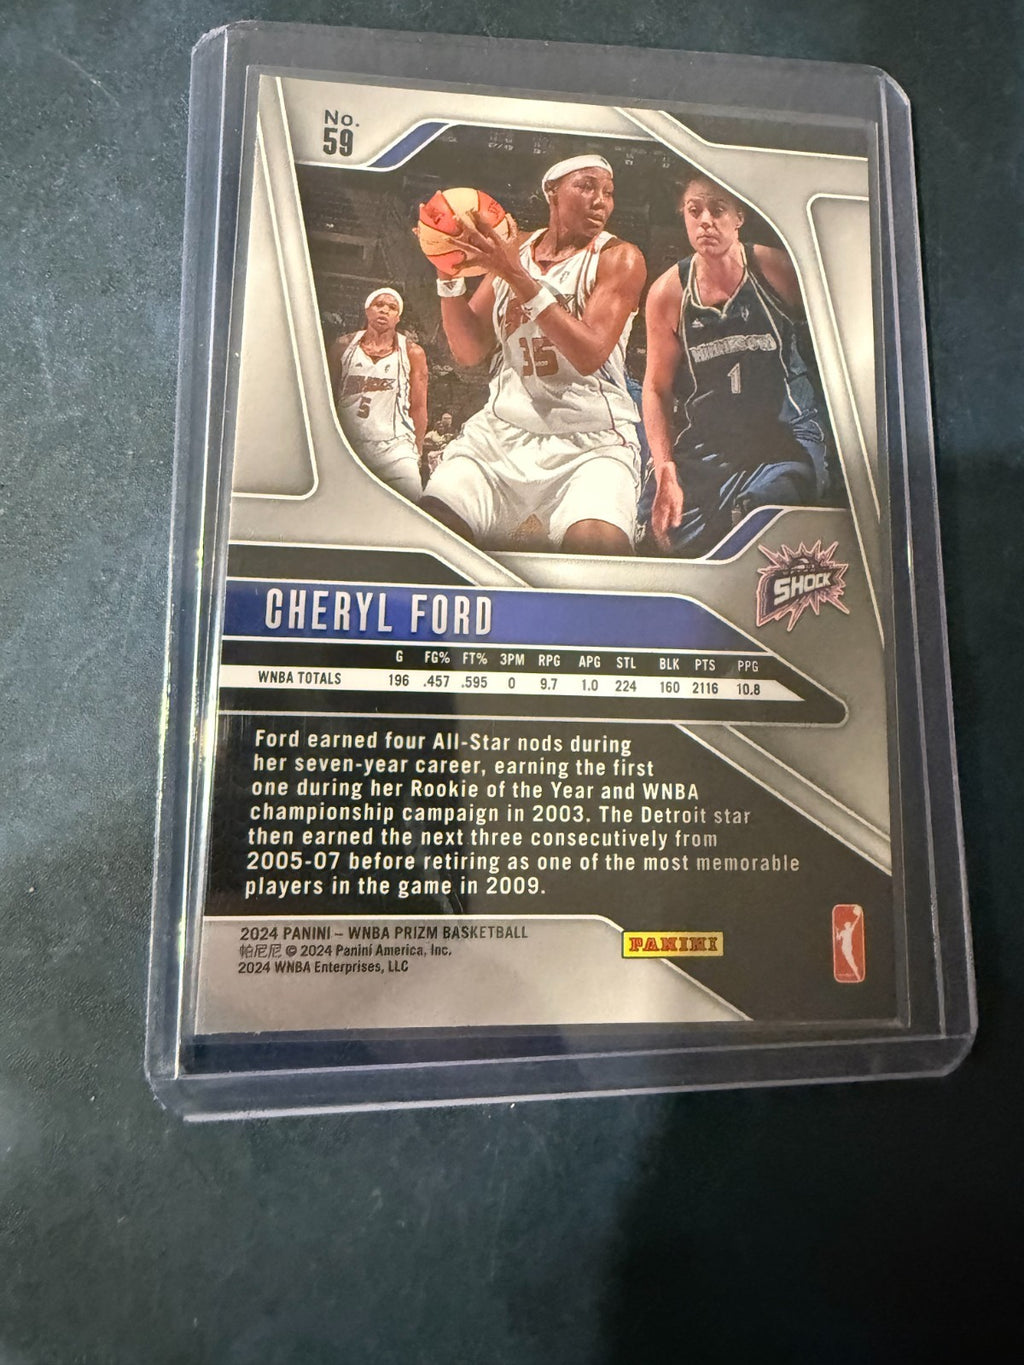 No.
59
35
5
MINNESOTA
1
SHOCK
CHERYL FORD
G FG% FT% 3PM RPG APG STL BLK PTS PPG
WNBA TOTALS 196 .457 .595 0 9.7 1.0 224 160 2116 10.8
Ford earned four All-Star nods during
her seven-year career, earning the first
one during her Rookie of the Year and WNBA
championship campaign in 2003. The Detroit star
then earned the next three consecutively from
2005-07 before retiring as one of the most memorable
players in the game in 2009.
2024 PANINI – WNBA PRIZM BASKETBALL
帕尼尼 © 2024 Panini America, Inc.
2024 WNBA Enterprises, LLC
PANINI